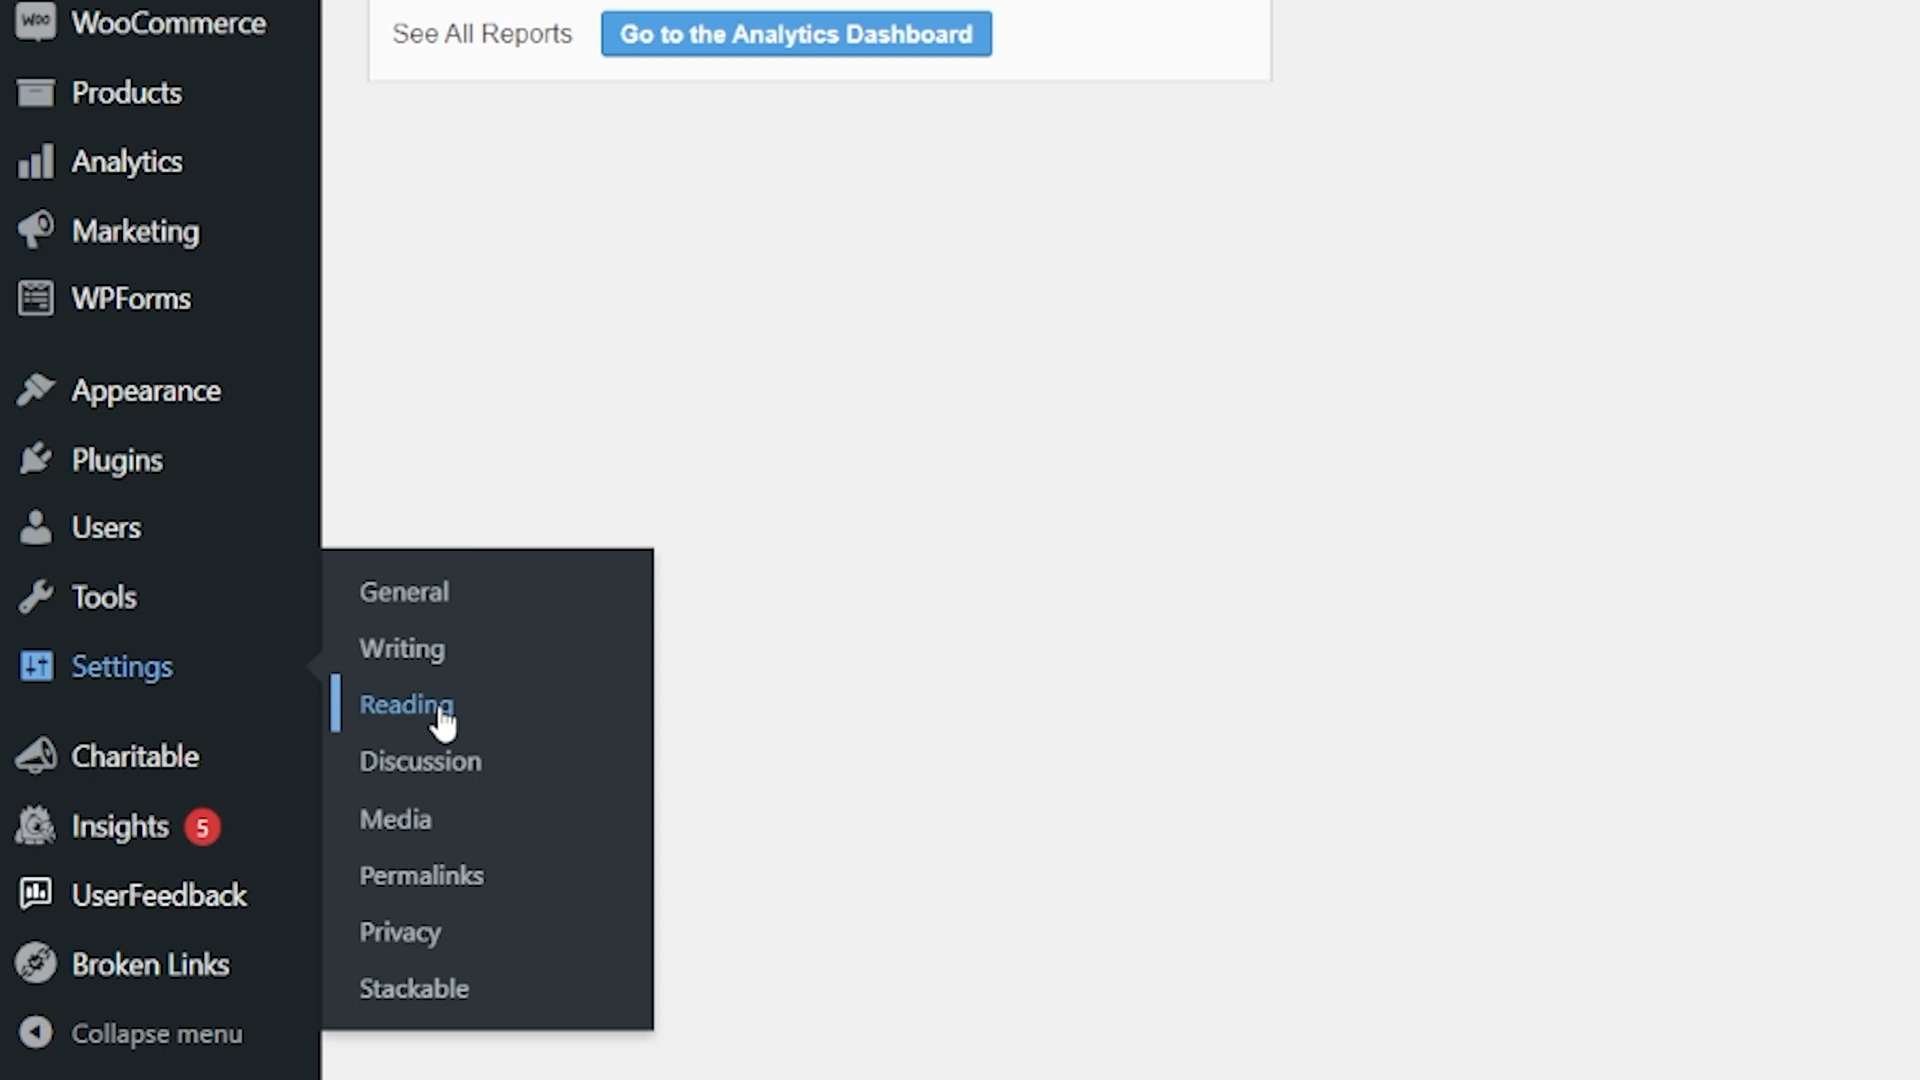 WOO WooCommerce
Products
Analytics
Marketing
WPForms
Appearance
Plugins
Users
Tools
Settings
Charitable
Insights 5
UserFeedback
Broken Links
Collapse menu
See All Reports Go to the Analytics Dashboard
General
Writing
Reading
Discussion
Media
Permalinks
Privacy
Stackable